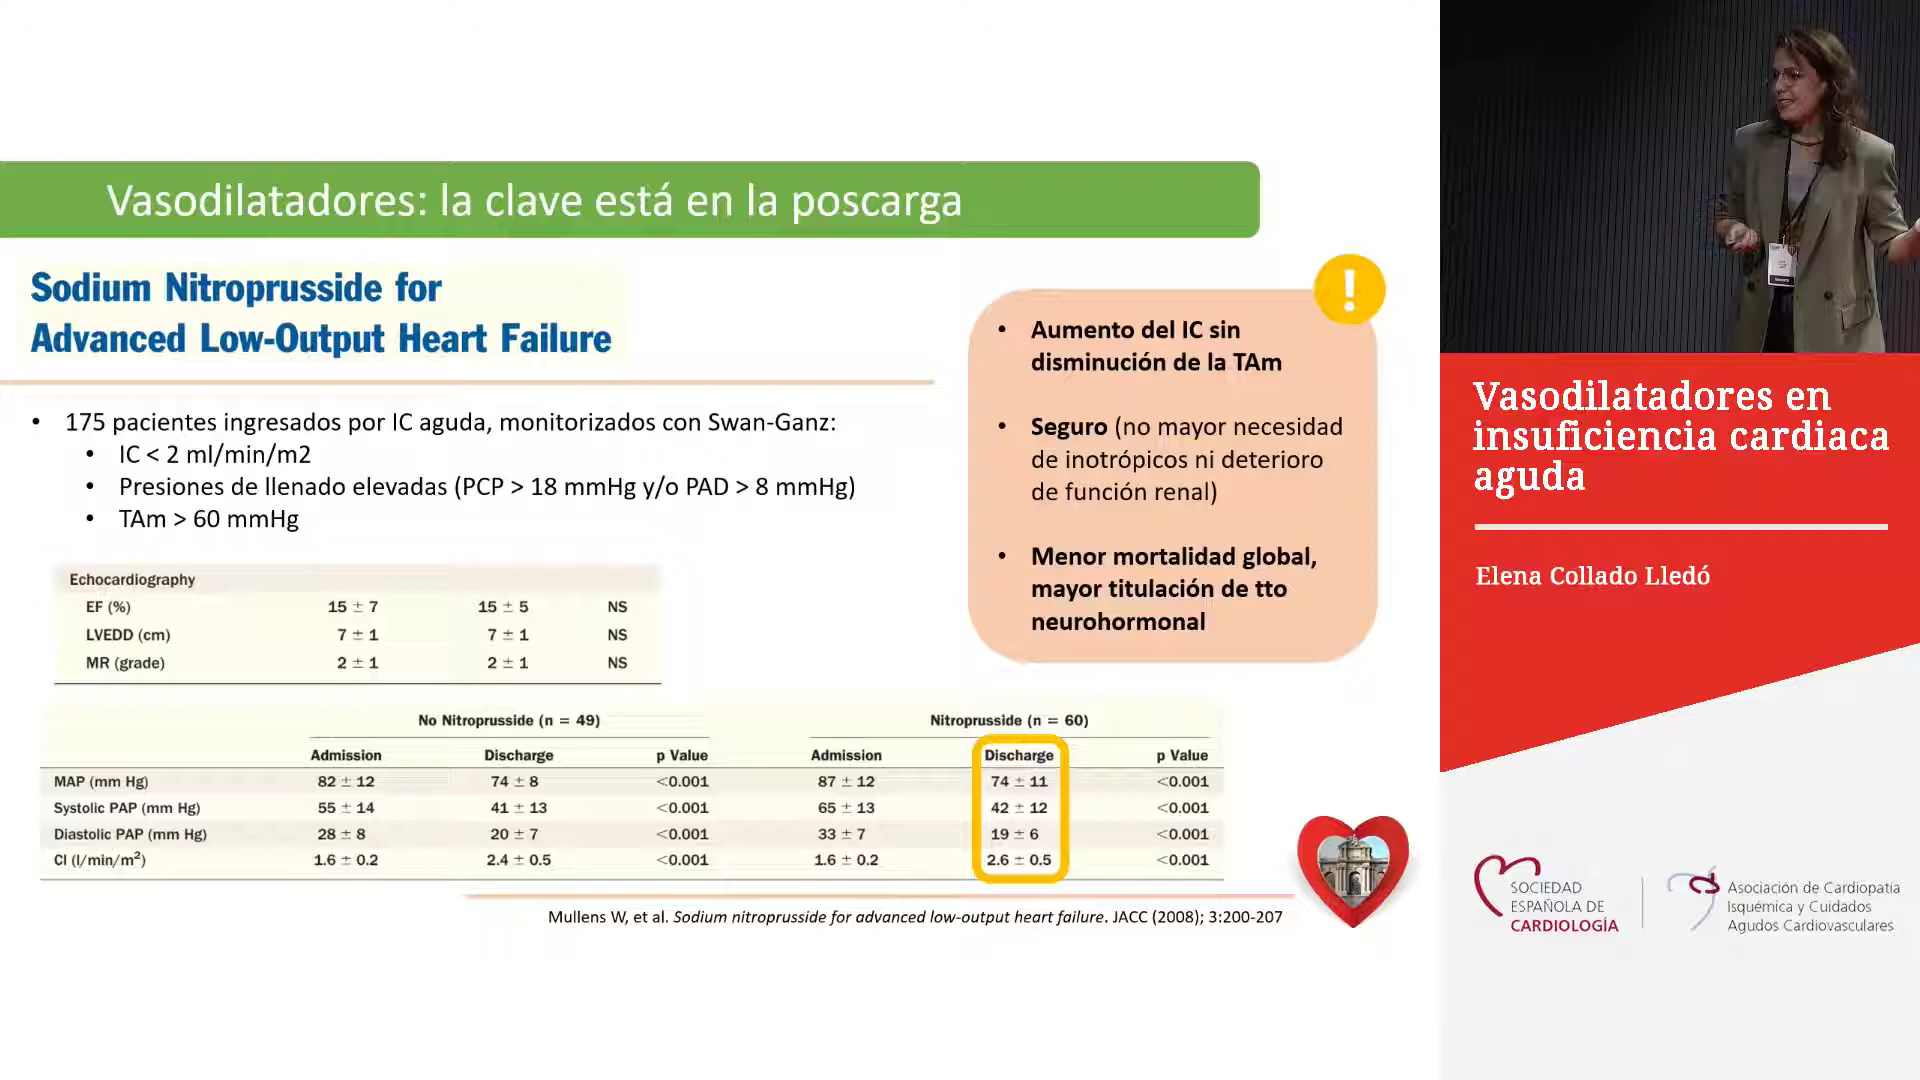 Vasodilatadores: la clave está en la poscarga
Sodium Nitroprusside for
Advanced Low-Output Heart Failure
• 175 pacientes ingresados por IC aguda, monitorizados con Swan-Ganz:
• IC < 2 ml/min/m2
• Presiones de llenado elevadas (PCP > 18 mmHg y/o PAD > 8 mmHg)
• TAm > 60 mmHg
!
• Aumento del IC sin
disminución de la TAm
• Seguro (no mayor necesidad
de inotrópicos ni deterioro
de función renal)
• Menor mortalidad global,
mayor titulación de tto
neurohormonal
Echocardiography
EF (%) 15 ± 7 15 ± 5 NS
LVEDD (cm) 7 ± 1 7 ± 1 NS
MR (grade) 2 ± 1 2 ± 1 NS
No Nitroprusside (n = 49) Nitroprusside (n = 60)
Admission Discharge p Value Admission Discharge p Value
MAP (mm Hg) 82 ± 12 74 ± 8 <0.001 87 ± 12 74 ± 11 <0.001
Systolic PAP (mm Hg) 55 ± 14 41 ± 13 <0.001 65 ± 13 42 ± 12 <0.001
Diastolic PAP (mm Hg) 28 ± 8 20 ± 7 <0.001 33 ± 7 19 ± 6 <0.001
CI (l/min/m²) 1.6 ± 0.2 2.4 ± 0.5 <0.001 1.6 ± 0.2 2.6 ± 0.5 <0.001
Mullens W, et al. Sodium nitroprusside for advanced low-output heart failure. JACC (2008); 3:200-207
Vasodilatadores en
insuficiencia cardiaca
aguda
Elena Collado Lledó
SOCIEDAD
ESPAÑOLA DE
CARDIOLOGÍA
Asociación de Cardiopatía
Isquémica y Cuidados
Agudos Cardiovasculares